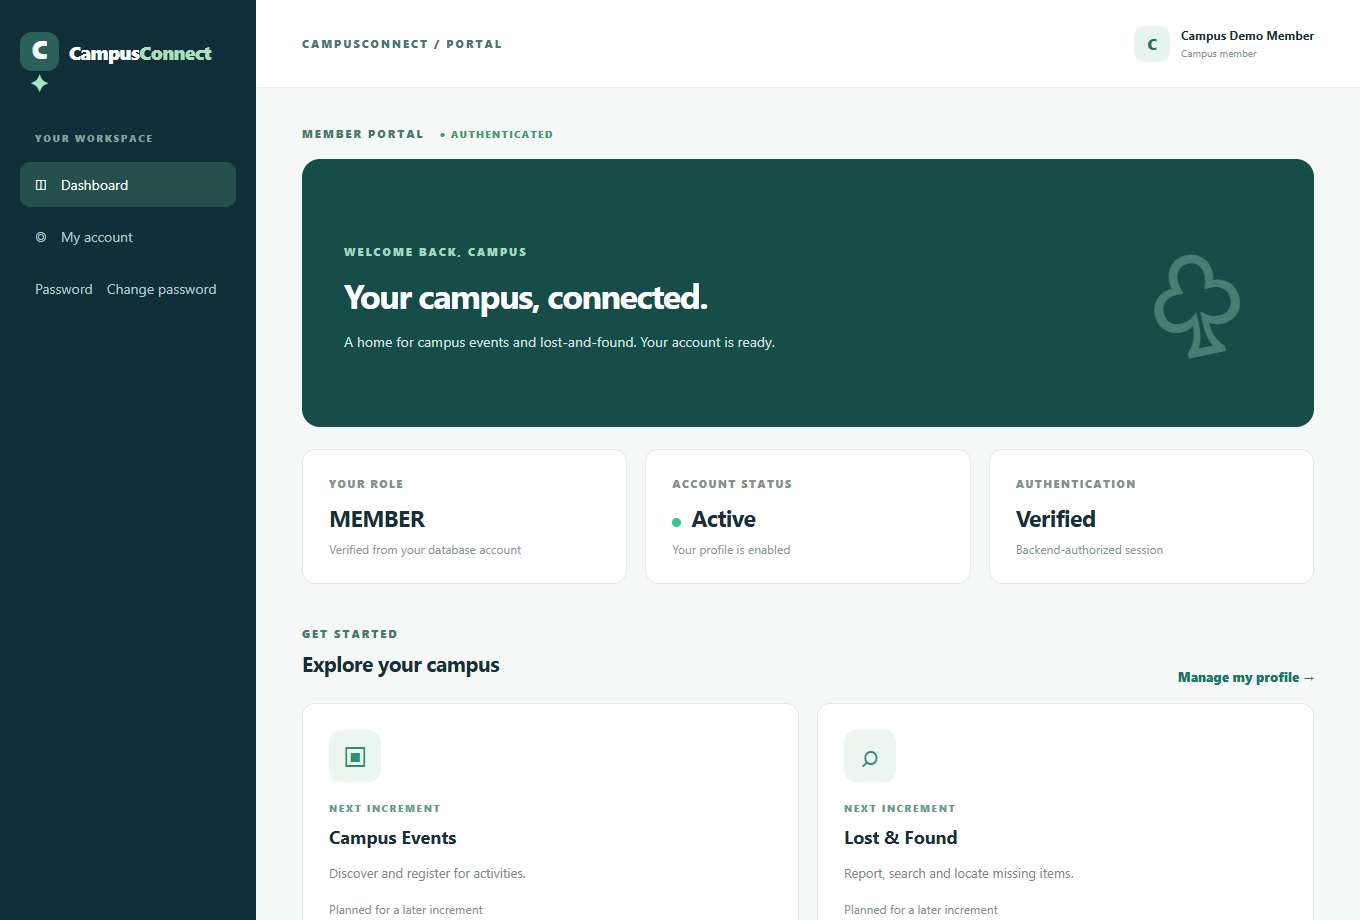 C CampusConnect
YOUR WORKSPACE
Dashboard
My account
Password Change password
CAMPUSCONNECT / PORTAL
C
Campus Demo Member
Campus member
MEMBER PORTAL • AUTHENTICATED
WELCOME BACK, CAMPUS
Your campus, connected.
A home for campus events and lost-and-found. Your account is ready.
YOUR ROLE
MEMBER
Verified from your database account
ACCOUNT STATUS
Active
Your profile is enabled
AUTHENTICATION
Verified
Backend-authorized session
GET STARTED
Explore your campus
Manage my profile →
NEXT INCREMENT
Campus Events
Discover and register for activities.
Planned for a later increment
NEXT INCREMENT
Lost & Found
Report, search and locate missing items.
Planned for a later increment